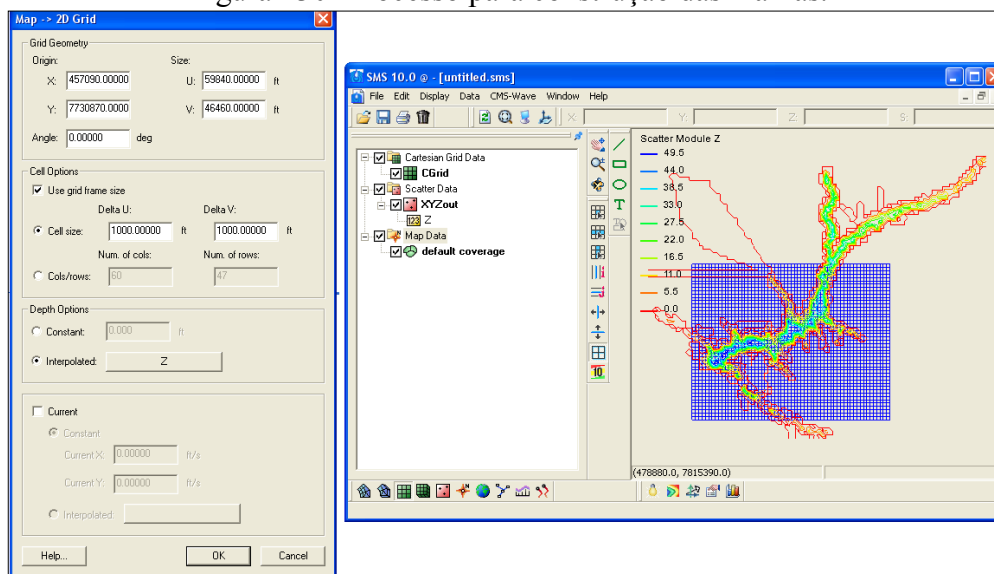 Map -> 2D Grid
Grid Geometry
Origin:
Size:
X: 457090.00000
U: 59840.00000 ft
Y: 7730870.0000
V: 46460.00000 ft
Angle: 0.00000 deg
Cell Options
Use grid frame size
Delta U:
Delta V:
Cell size: 1000.00000 ft 1000.00000 ft
Num. of cols:
Num. of rows:
Cols/rows: 60 47
Depth Options
Constant: 0.000 ft
Interpolated: Z
Current
Constant
Current X: 0.00000 ft/s
Current Y: 0.00000 ft/s
Interpolated:
Help...
OK
Cancel
SMS 10.0 @ - [untitled.sms]
File Edit Display Data CMS-Wave Window Help
X: Y: Z: S:
Cartesian Grid Data
CGrid
Scatter Data
XYZout
123 Z
Map Data
default coverage
T
10
Scatter Module Z
49.5
44.0
38.5
33.0
27.5
22.0
16.5
11.0
5.5
0.0
(478880.0, 7815390.0)